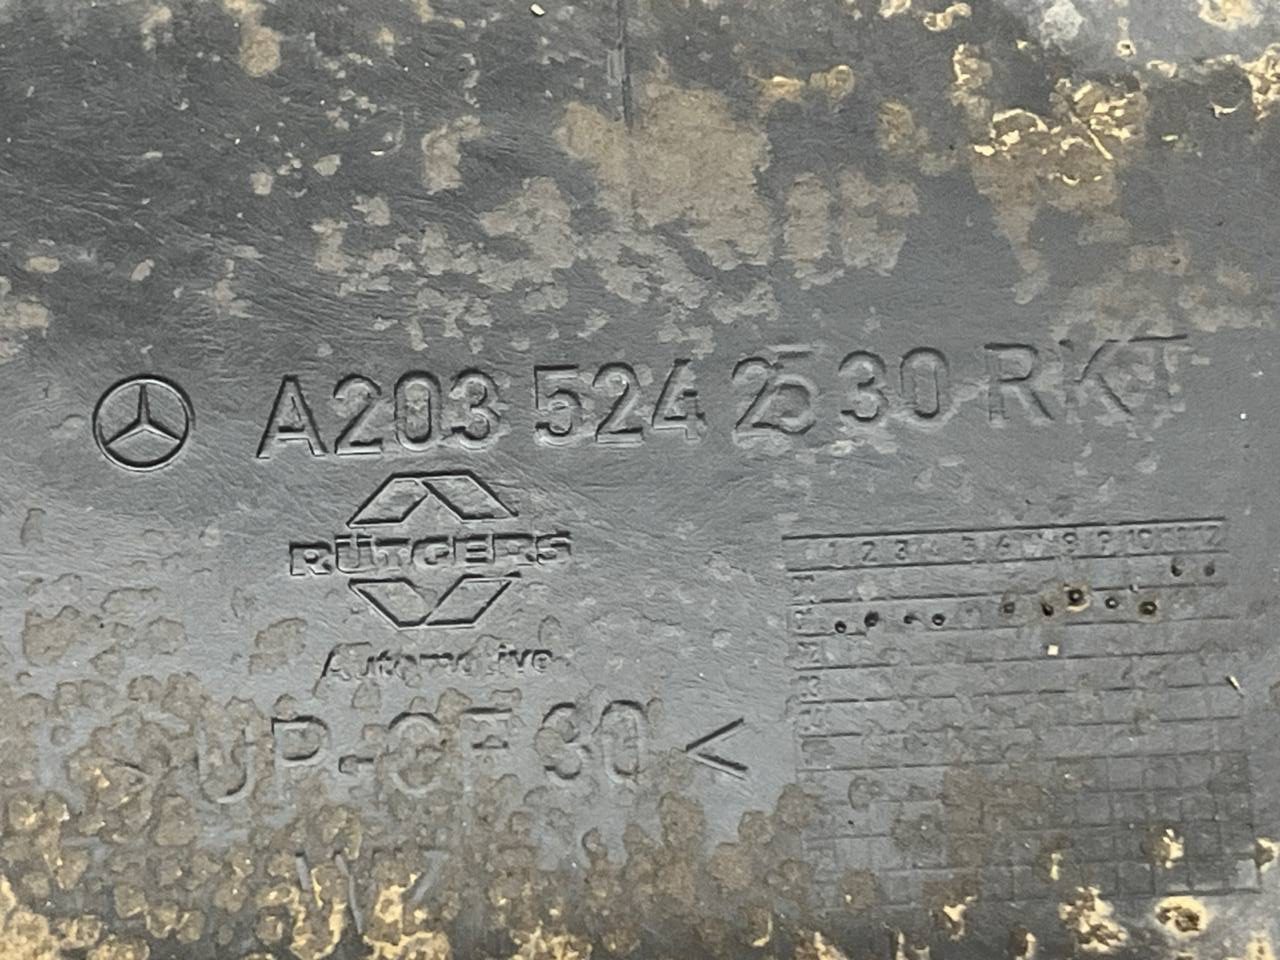 A203 524 25 30 RKT
RÜTGERS
Automotive
>UP-GF 30<
1 2 3 4 5 6 7 8 9 10 11 12